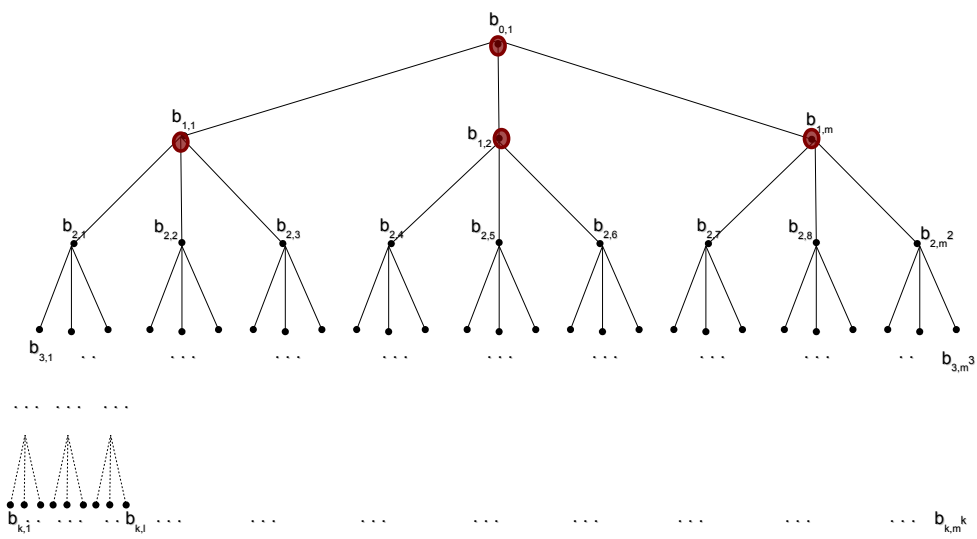 b0,1
b1,1 b1,2 b1,m
b2,1 b2,2 b2,3 b2,4 b2,5 b2,6 b2,7 b2,8 b2,m2
b3,1 . . . . . . . . . . . . . . . . . . . . . . . . . b3,m3
. . . . . . . . .
bk,1 . . . . . . . bk,l . . . . . . . . . . . . . . . . . . . . . . . . bk,mk